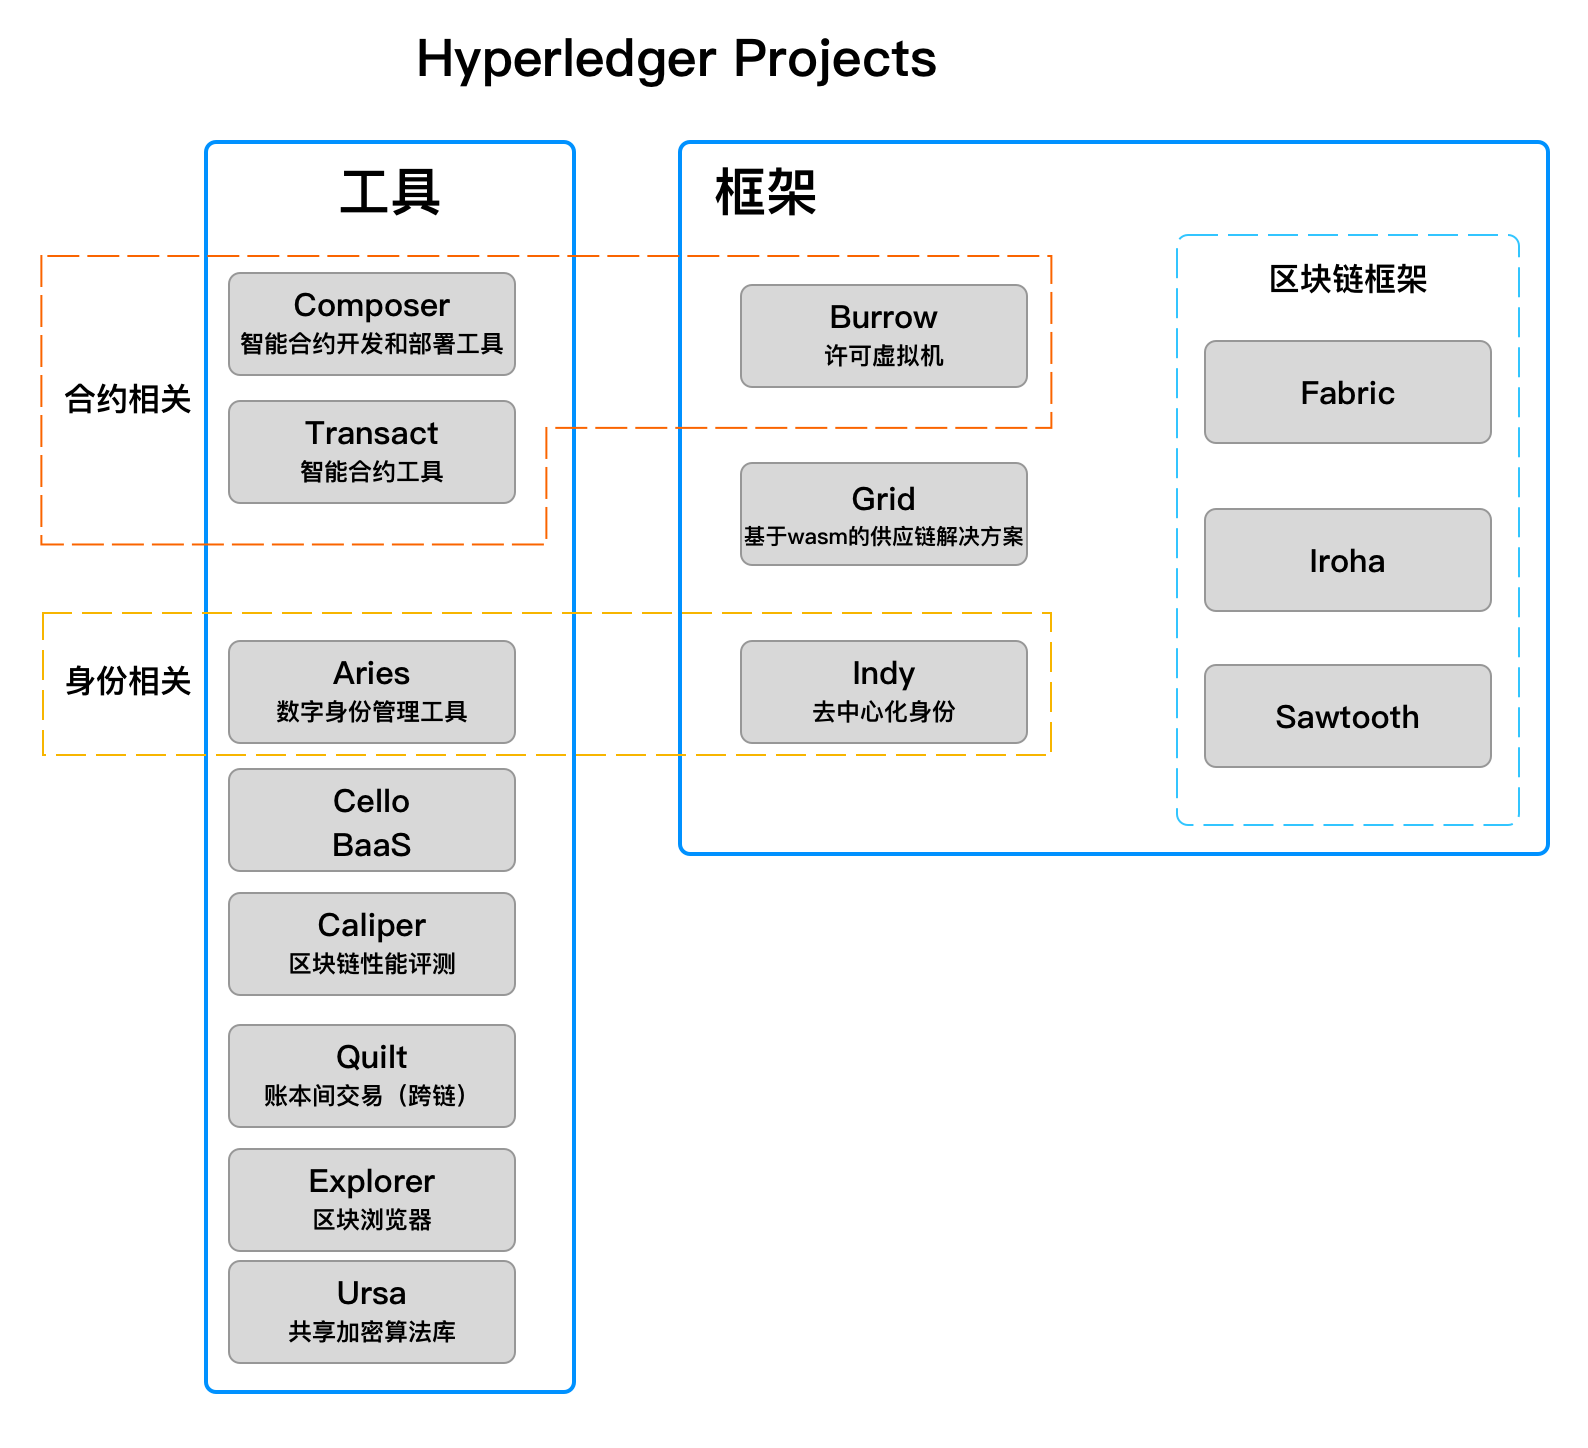 Hyperledger Projects
工具
合约相关
Composer
智能合约开发和部署工具
Transact
智能合约工具
身份相关
Aries
数字身份管理工具
Cello
BaaS
Caliper
区块链性能评测
Quilt
账本间交易（跨链）
Explorer
区块浏览器
Ursa
共享加密算法库
框架
Burrow
许可虚拟机
Grid
基于wasm的供应链解决方案
Indy
去中心化身份
区块链框架
Fabric
Iroha
Sawtooth